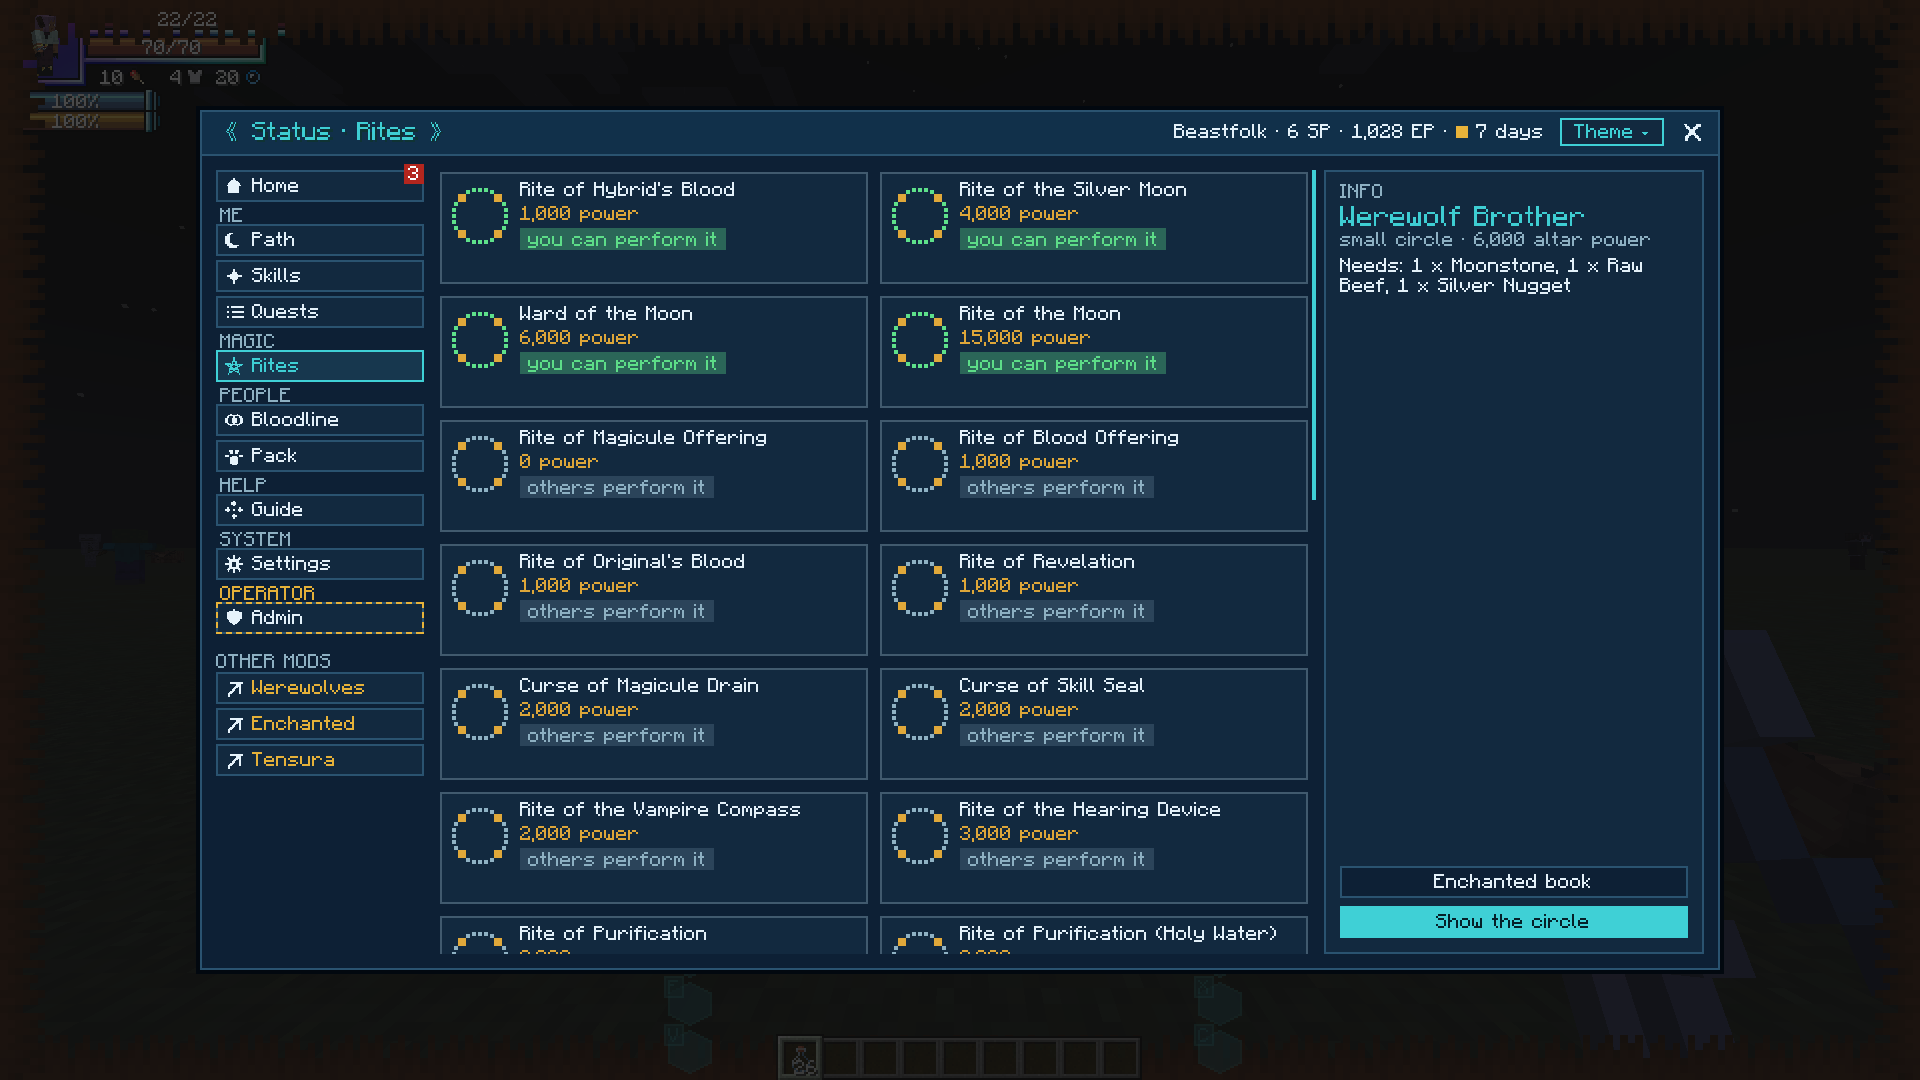 22/22
70/70
10 4 20
100%
100%
《 Status · Rites 》
Beastfolk · 6 SP · 1,028 EP · 7 days
Theme
Home
3
ME
Path
Skills
Quests
MAGIC
Rites
PEOPLE
Bloodline
Pack
HELP
Guide
SYSTEM
Settings
OPERATOR
Admin
OTHER MODS
Werewolves
Enchanted
Tensura
Rite of Hybrid's Blood
1,000 power
you can perform it
Rite of the Silver Moon
4,000 power
you can perform it
Ward of the Moon
6,000 power
you can perform it
Rite of the Moon
15,000 power
you can perform it
Rite of Magicule Offering
0 power
others perform it
Rite of Blood Offering
1,000 power
others perform it
Rite of Original's Blood
1,000 power
others perform it
Rite of Revelation
1,000 power
others perform it
Curse of Magicule Drain
2,000 power
others perform it
Curse of Skill Seal
2,000 power
others perform it
Rite of the Vampire Compass
2,000 power
others perform it
Rite of the Hearing Device
3,000 power
others perform it
Rite of Purification
Rite of Purification (Holy Water)
INFO
Werewolf Brother
small circle · 6,000 altar power
Needs: 1 x Moonstone, 1 x Raw
Beef, 1 x Silver Nugget
Enchanted book
Show the circle
26